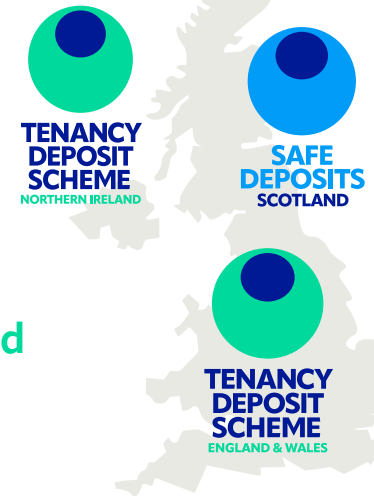 TENANCY
DEPOSIT
SCHEME
NORTHERN IRELAND
SAFE
DEPOSITS
SCOTLAND
d
TENANCY
DEPOSIT
SCHEME
ENGLAND & WALES